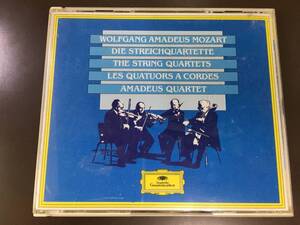 WOLFGANG AMADEUS MOZART
DIE STREICHQUARTETTE
THE STRING QUARTETS
LES QUATUORS A CORDES
AMADEUS QUARTET
Deutsche
Grammophon